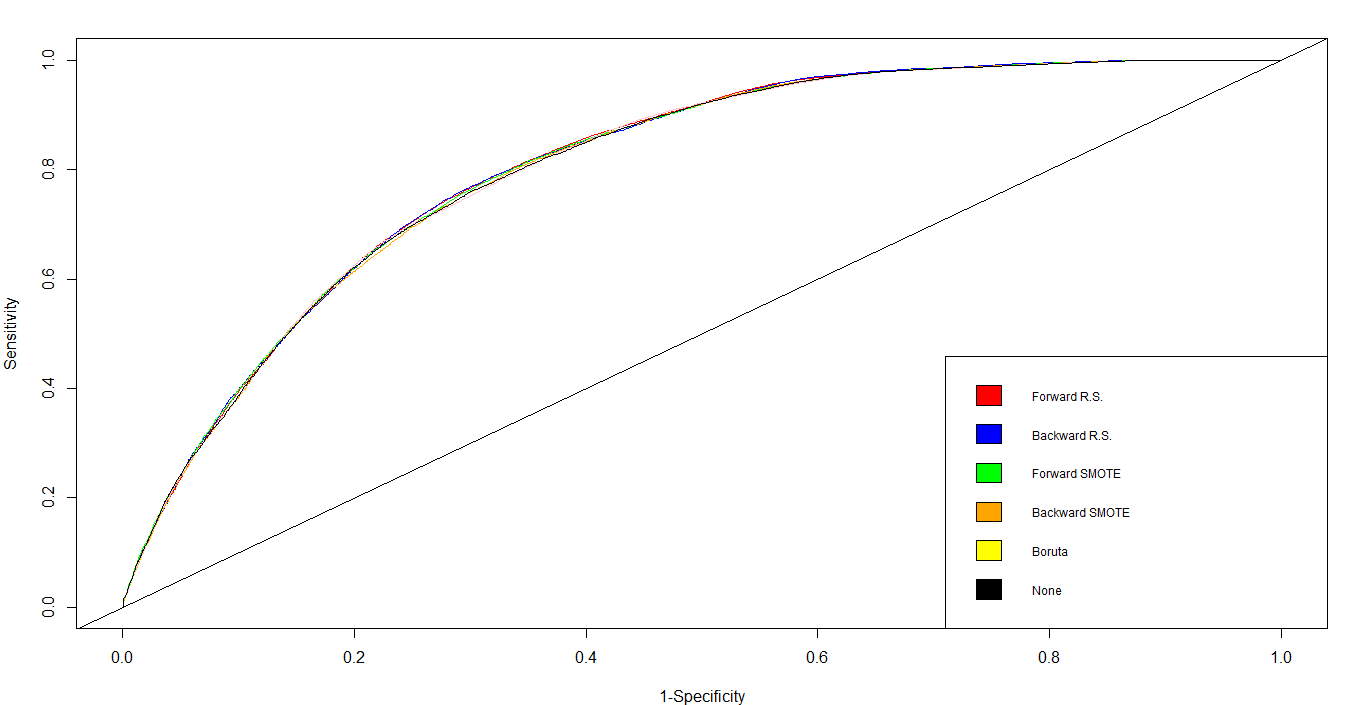 1.0
0.8
0.6
0.4
0.2
0.0
Sensitivity
Forward R.S.
Backward R.S.
Forward SMOTE
Backward SMOTE
Boruta
None
0.0 0.2 0.4 0.6 0.8 1.0
1-Specificity